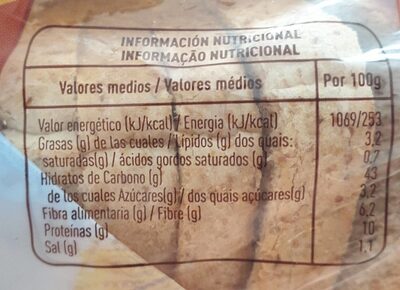 INFORMACIÓN NUTRICIONAL
INFORMAÇÃO NUTRICIONAL
Valores medios / Valores médios Por 100g
Valor energético (kJ/kcal) / Energia (kJ/kcal) 1069/253
Grasas (g) de las cuales / Lípidos (g) dos quais: 3,2
saturadas(g) / ácidos gordos saturados (g) 0,7
Hidratos de Carbono (g) 43
de los cuales Azúcares(g)/ dos quais açúcares(g) 3,2
Fibra alimentaria (g) / Fibre (g) 6,2
Proteínas (g) 10
Sal (g) 1,1